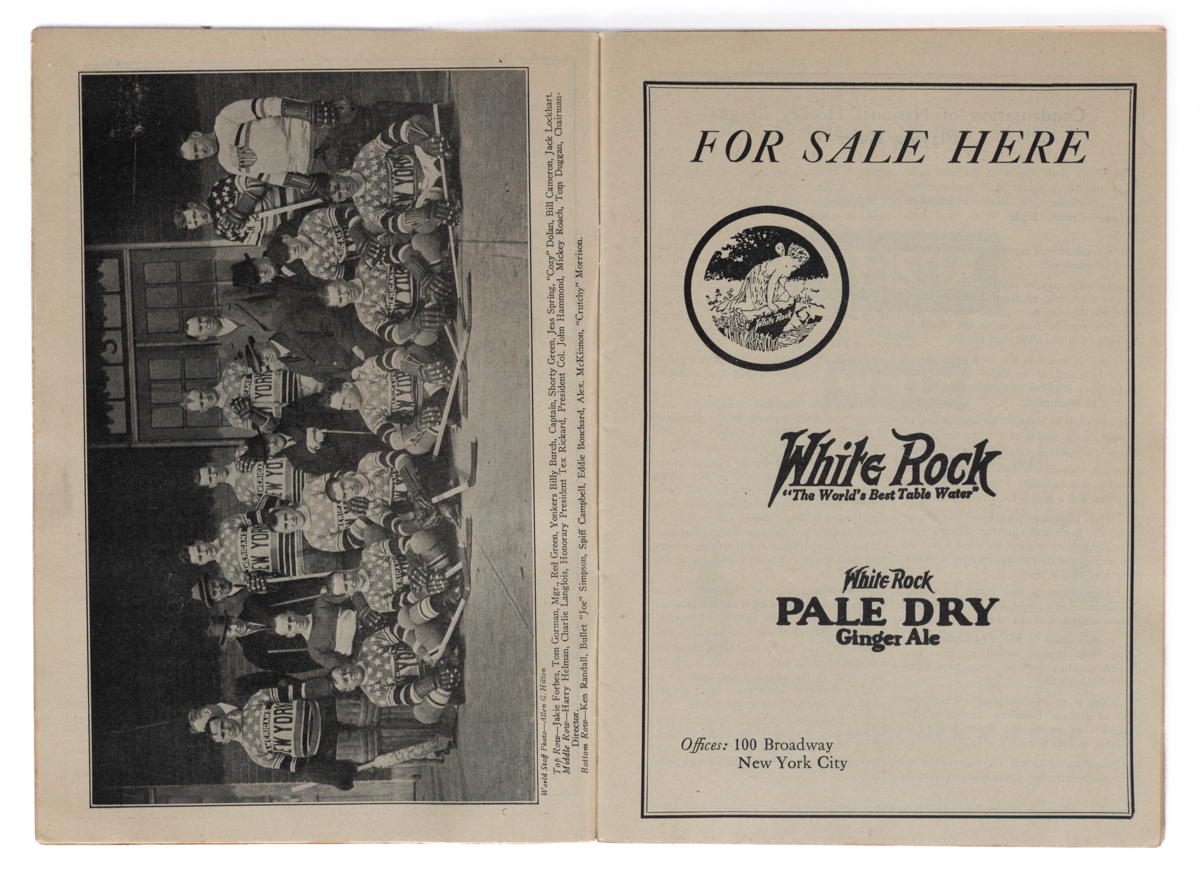 World Staff Photo—Allen G. Hilton
Top Row—Jakie Forbes, Tom Gorman, Mgr., Red Green, Yonkers Billy Burch, Captain, Shorty Green, Jess Spring, "Cozy" Dolan, Bill Cameron, Jack Lockhart.
Middle Row—Harry Helman, Charlie Langlois, Honorary President Tex Rickard, President Col. John Hammond, Mickey Roach, Tom Duggan, Chairman-
Director.
Bottom Row—Ken Randall, Bullet "Joe" Simpson, Spiff Campbell, Eddie Bouchard, Alex. McKinnon, "Crutchy" Morrison.
FOR SALE HERE
White Rock
White Rock
"The World's Best Table Water"
White Rock
PALE DRY
Ginger Ale
Offices: 100 Broadway
New York City